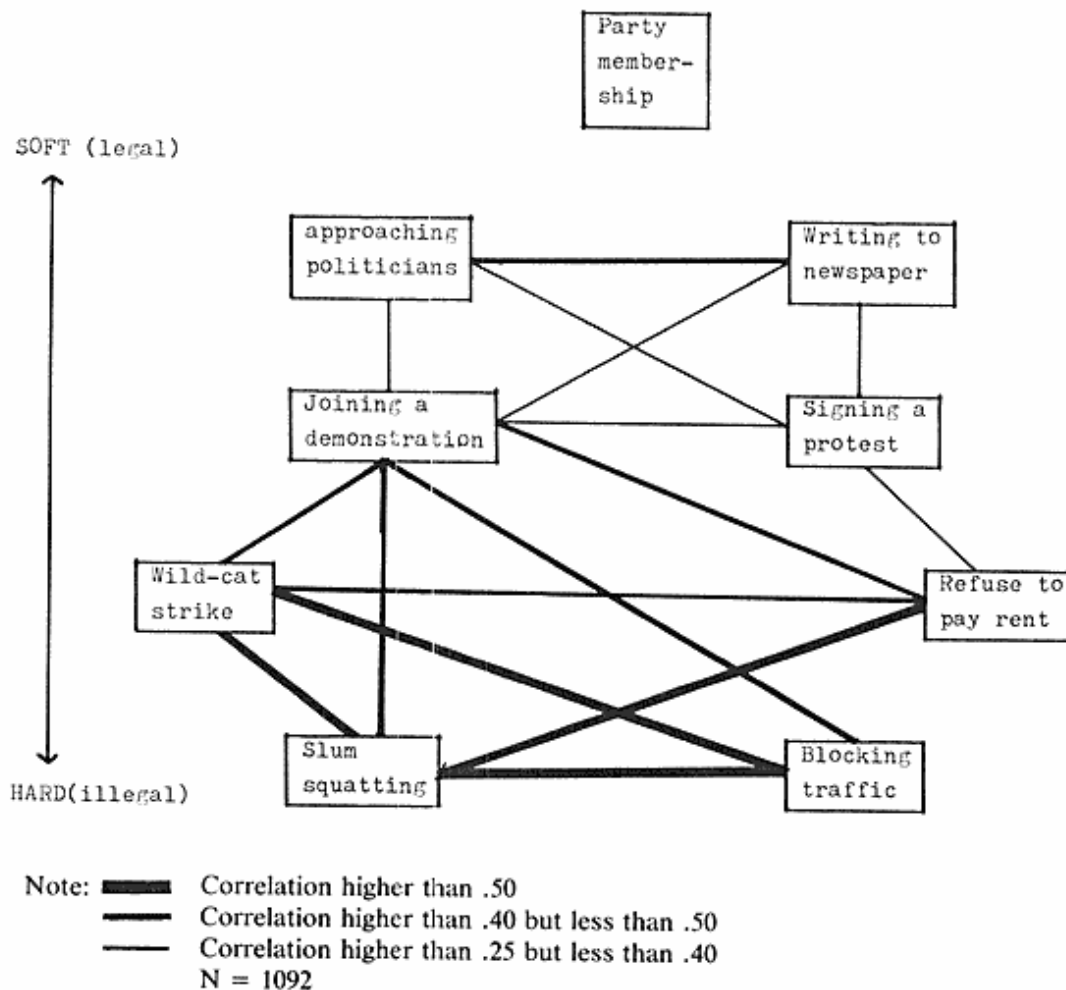 Party
member-
ship
SOFT (legal)
approaching
politicians
Writing to
newspaper
Joining a
demonstration
Signing a
protest
Wild-cat
strike
Refuse to
pay rent
Slum
squatting
Blocking
traffic
HARD(illegal)
Note: Correlation higher than .50
Correlation higher than .40 but less than .50
Correlation higher than .25 but less than .40
N = 1092